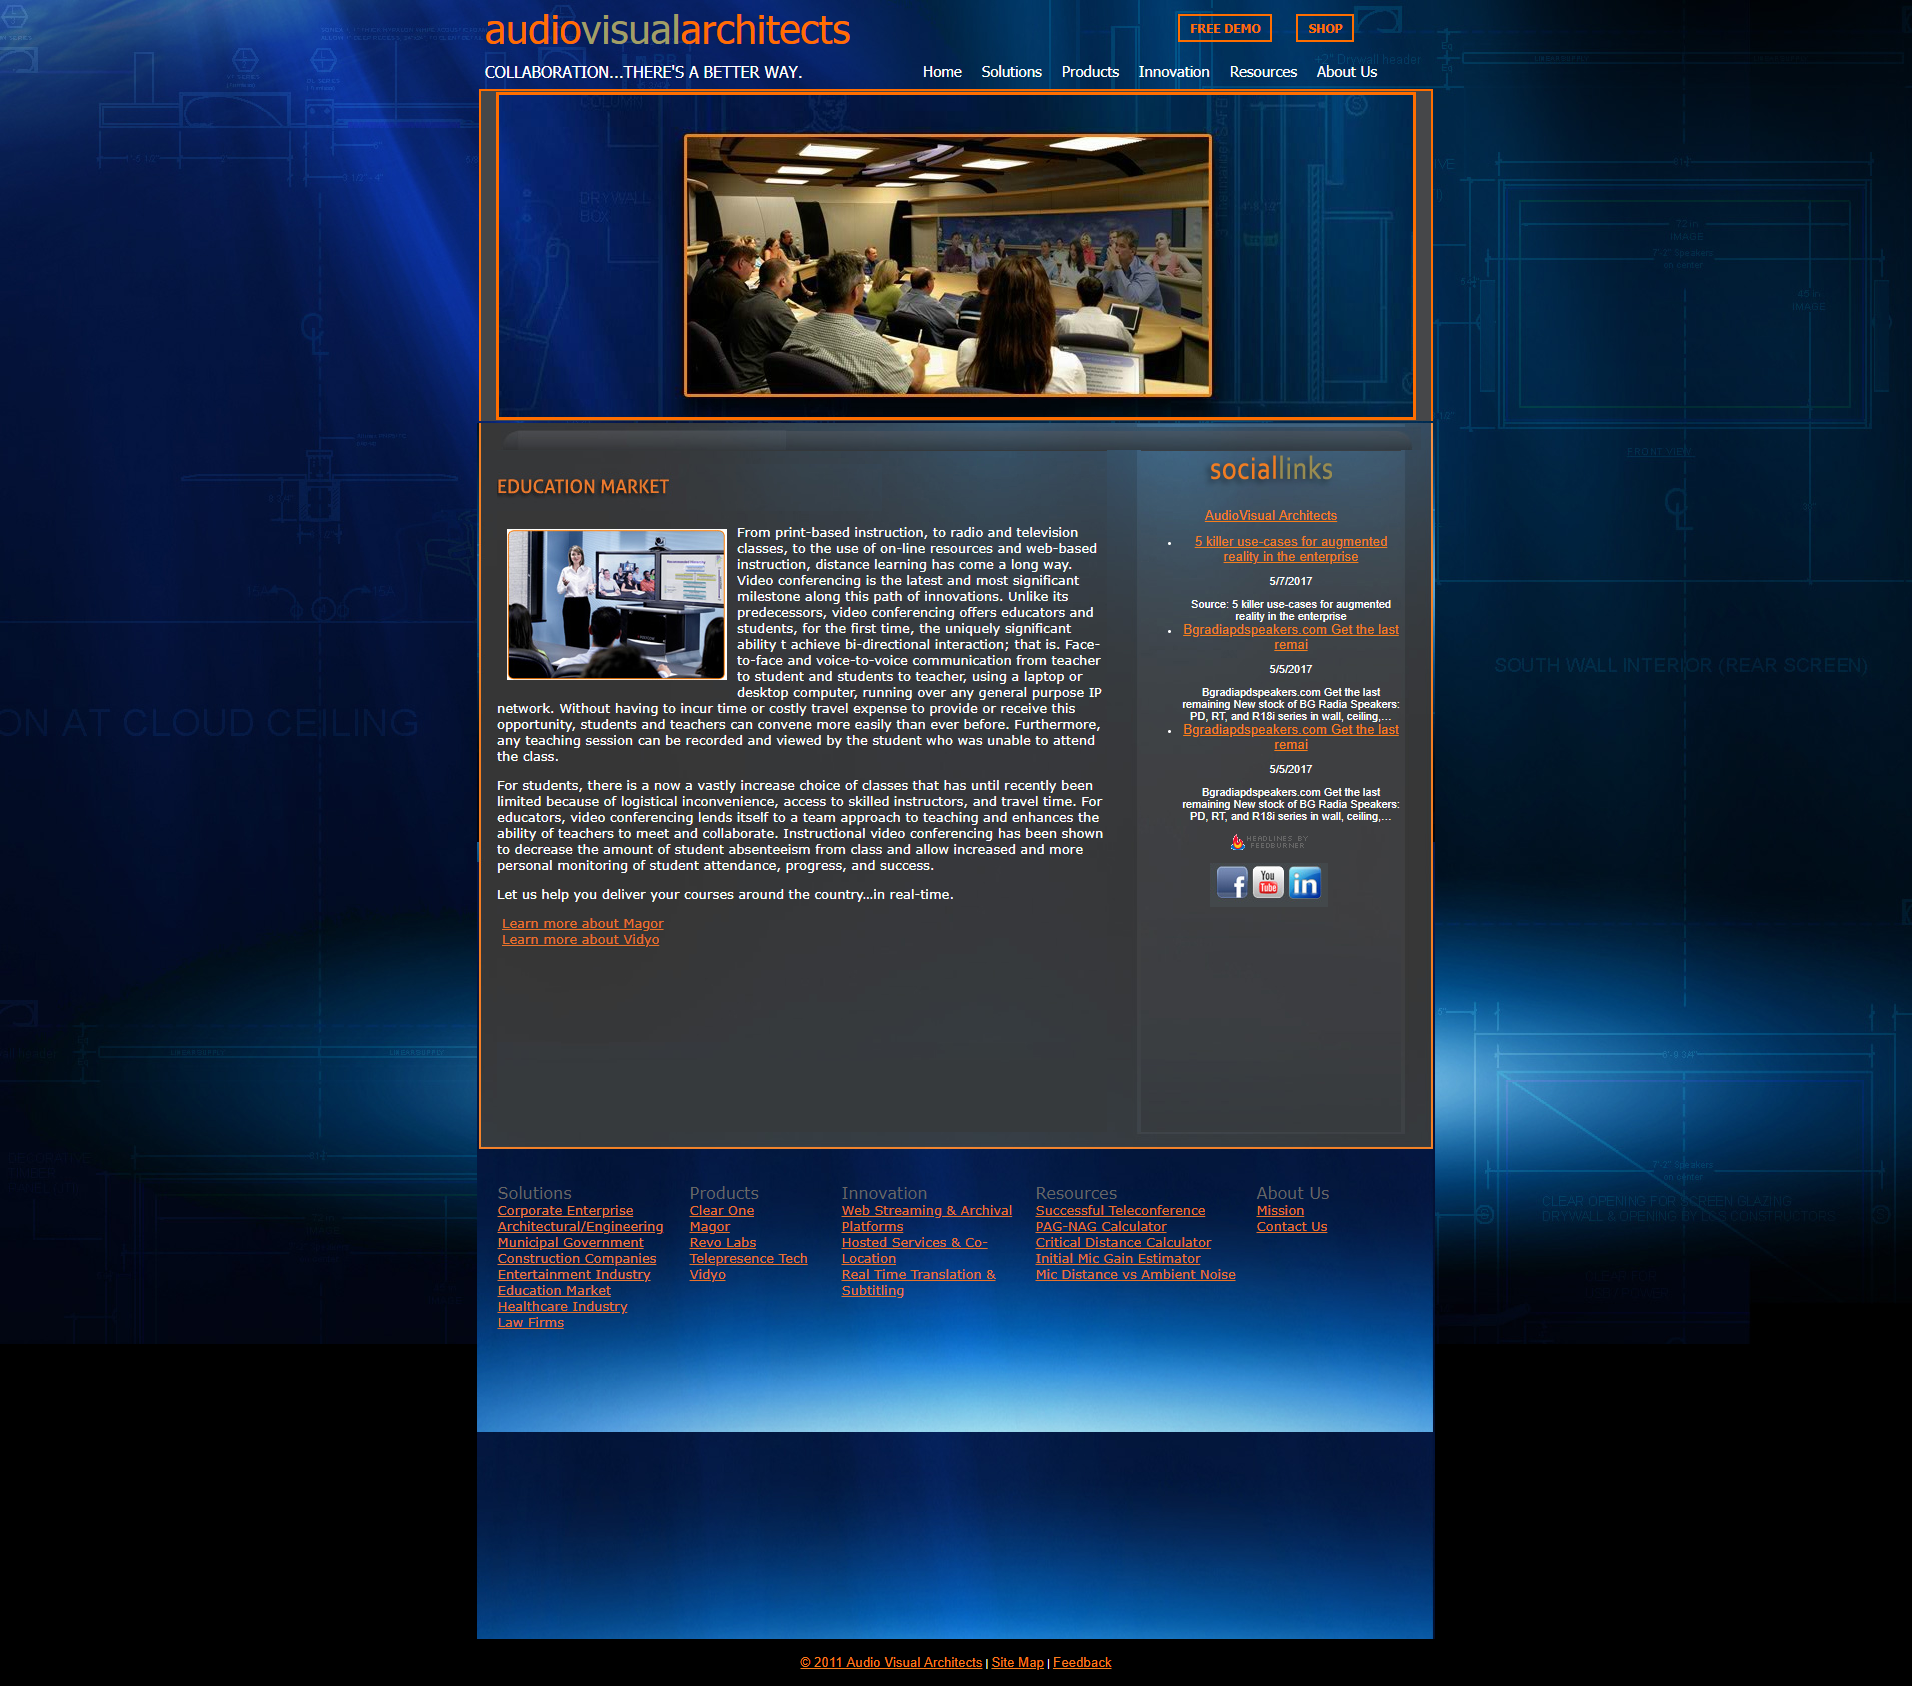 audiovisualarchitects
FREE DEMO
SHOP
COLLABORATION...THERE'S A BETTER WAY.
Home
Solutions
Products
Innovation
Resources
About Us
EDUCATION MARKET
From print-based instruction, to radio and television
classes, to the use of on-line resources and web-based
instruction, distance learning has come a long way.
Video conferencing is the latest and most significant
milestone along this path of innovations. Unlike its
predecessors, video conferencing offers educators and
students, for the first time, the uniquely significant
ability t achieve bi-directional interaction; that is. Face-
to-face and voice-to-voice communication from teacher
to student and students to teacher, using a laptop or
desktop computer, running over any general purpose IP
network. Without having to incur time or costly travel expense to provide or receive this
opportunity, students and teachers can convene more easily than ever before. Furthermore,
any teaching session can be recorded and viewed by the student who was unable to attend
the class.
For students, there is a now a vastly increase choice of classes that has until recently been
limited because of logistical inconvenience, access to skilled instructors, and travel time. For
educators, video conferencing lends itself to a team approach to teaching and enhances the
ability of teachers to meet and collaborate. Instructional video conferencing has been shown
to decrease the amount of student absenteeism from class and allow increased and more
personal monitoring of student attendance, progress, and success.
Let us help you deliver your courses around the country...in real-time.
Learn more about Magor
Learn more about Vidyo
sociallinks
AudioVisual Architects
5 killer use-cases for augmented
reality in the enterprise
5/7/2017
Source: 5 killer use-cases for augmented
reality in the enterprise
Bgradiapdspeakers.com Get the last
remai
5/5/2017
Bgradiapdspeakers.com Get the last
remaining New stock of BG Radia Speakers:
PD, RT, and R18i series in wall, ceiling,...
Bgradiapdspeakers.com Get the last
remai
5/5/2017
Bgradiapdspeakers.com Get the last
remaining New stock of BG Radia Speakers:
PD, RT, and R18i series in wall, ceiling,...
HEADLINES BY
FEEDBURNER
f
You
Tube
in
DRYWALL
BOX
COLUMN
ON AT CLOUD CEILING
FRONT VIEW
SOUTH WALL INTERIOR (REAR SCREEN)
CLEAR OPENING FOR SCREEN GLAZING
Solutions
Corporate Enterprise
Architectural/Engineering
Municipal Government
Construction Companies
Entertainment Industry
Education Market
Healthcare Industry
Law Firms
Products
Clear One
Magor
Revo Labs
Telepresence Tech
Vidyo
Innovation
Web Streaming & Archival
Platforms
Hosted Services & Co-
Location
Real Time Translation &
Subtitling
Resources
Successful Teleconference
PAG-NAG Calculator
Critical Distance Calculator
Initial Mic Gain Estimator
Mic Distance vs Ambient Noise
About Us
Mission
Contact Us
© 2011 Audio Visual Architects | Site Map | Feedback